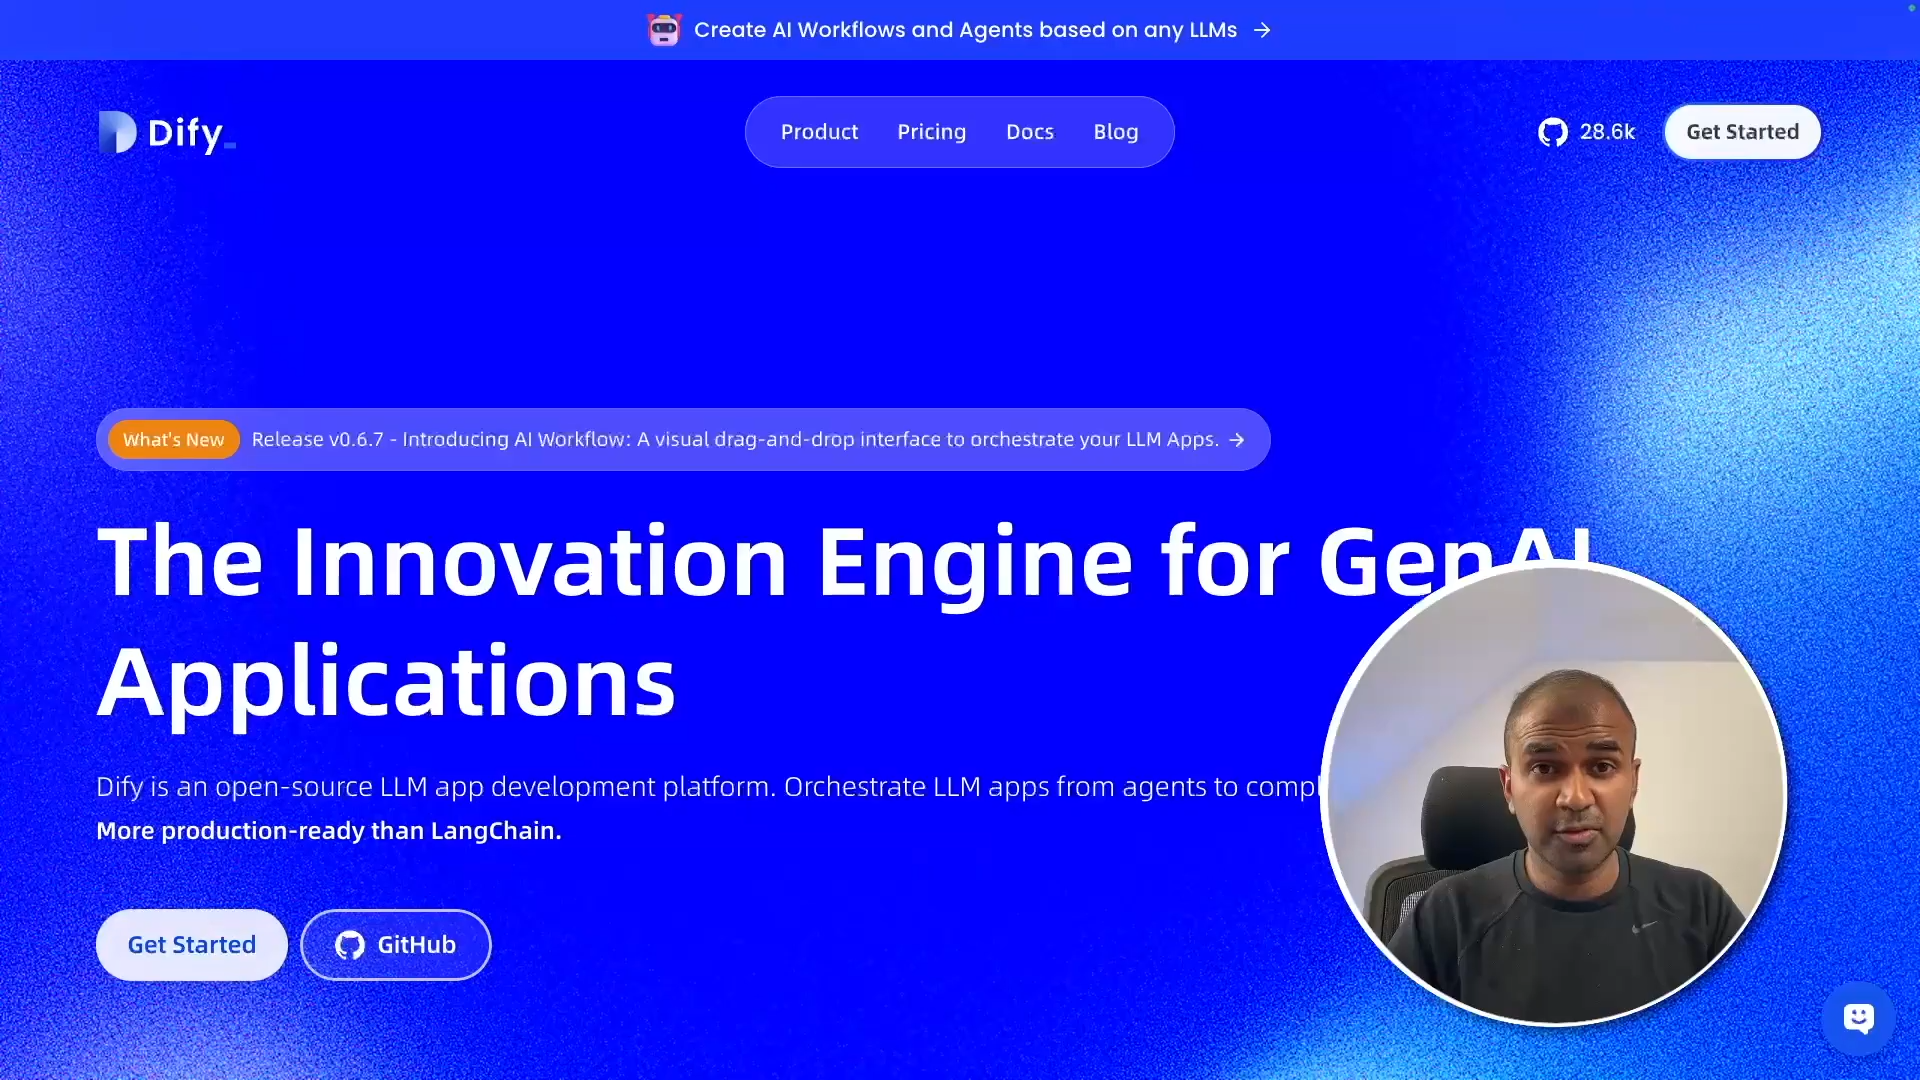 Create AI Workflows and Agents based on any LLMs →
Dify_
Product Pricing Docs Blog
28.6k
Get Started
What's New Release v0.6.7 - Introducing AI Workflow: A visual drag-and-drop interface to orchestrate your LLM Apps. →
The Innovation Engine for GenAI
Applications
Dify is an open-source LLM app development platform. Orchestrate LLM apps from agents to
More production-ready than LangChain.
Get Started
GitHub